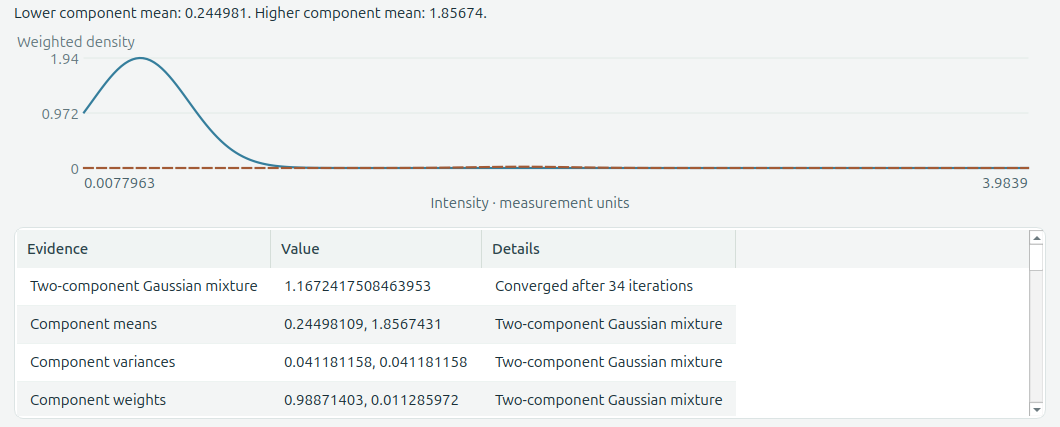 Lower component mean: 0.244981. Higher component mean: 1.85674.
Weighted density
1.94
0.972
0
0.0077963 3.9839
Intensity · measurement units
Evidence Value Details
Two-component Gaussian mixture 1.1672417508463953 Converged after 34 iterations
Component means 0.24498109, 1.8567431 Two-component Gaussian mixture
Component variances 0.041181158, 0.041181158 Two-component Gaussian mixture
Component weights 0.98871403, 0.011285972 Two-component Gaussian mixture